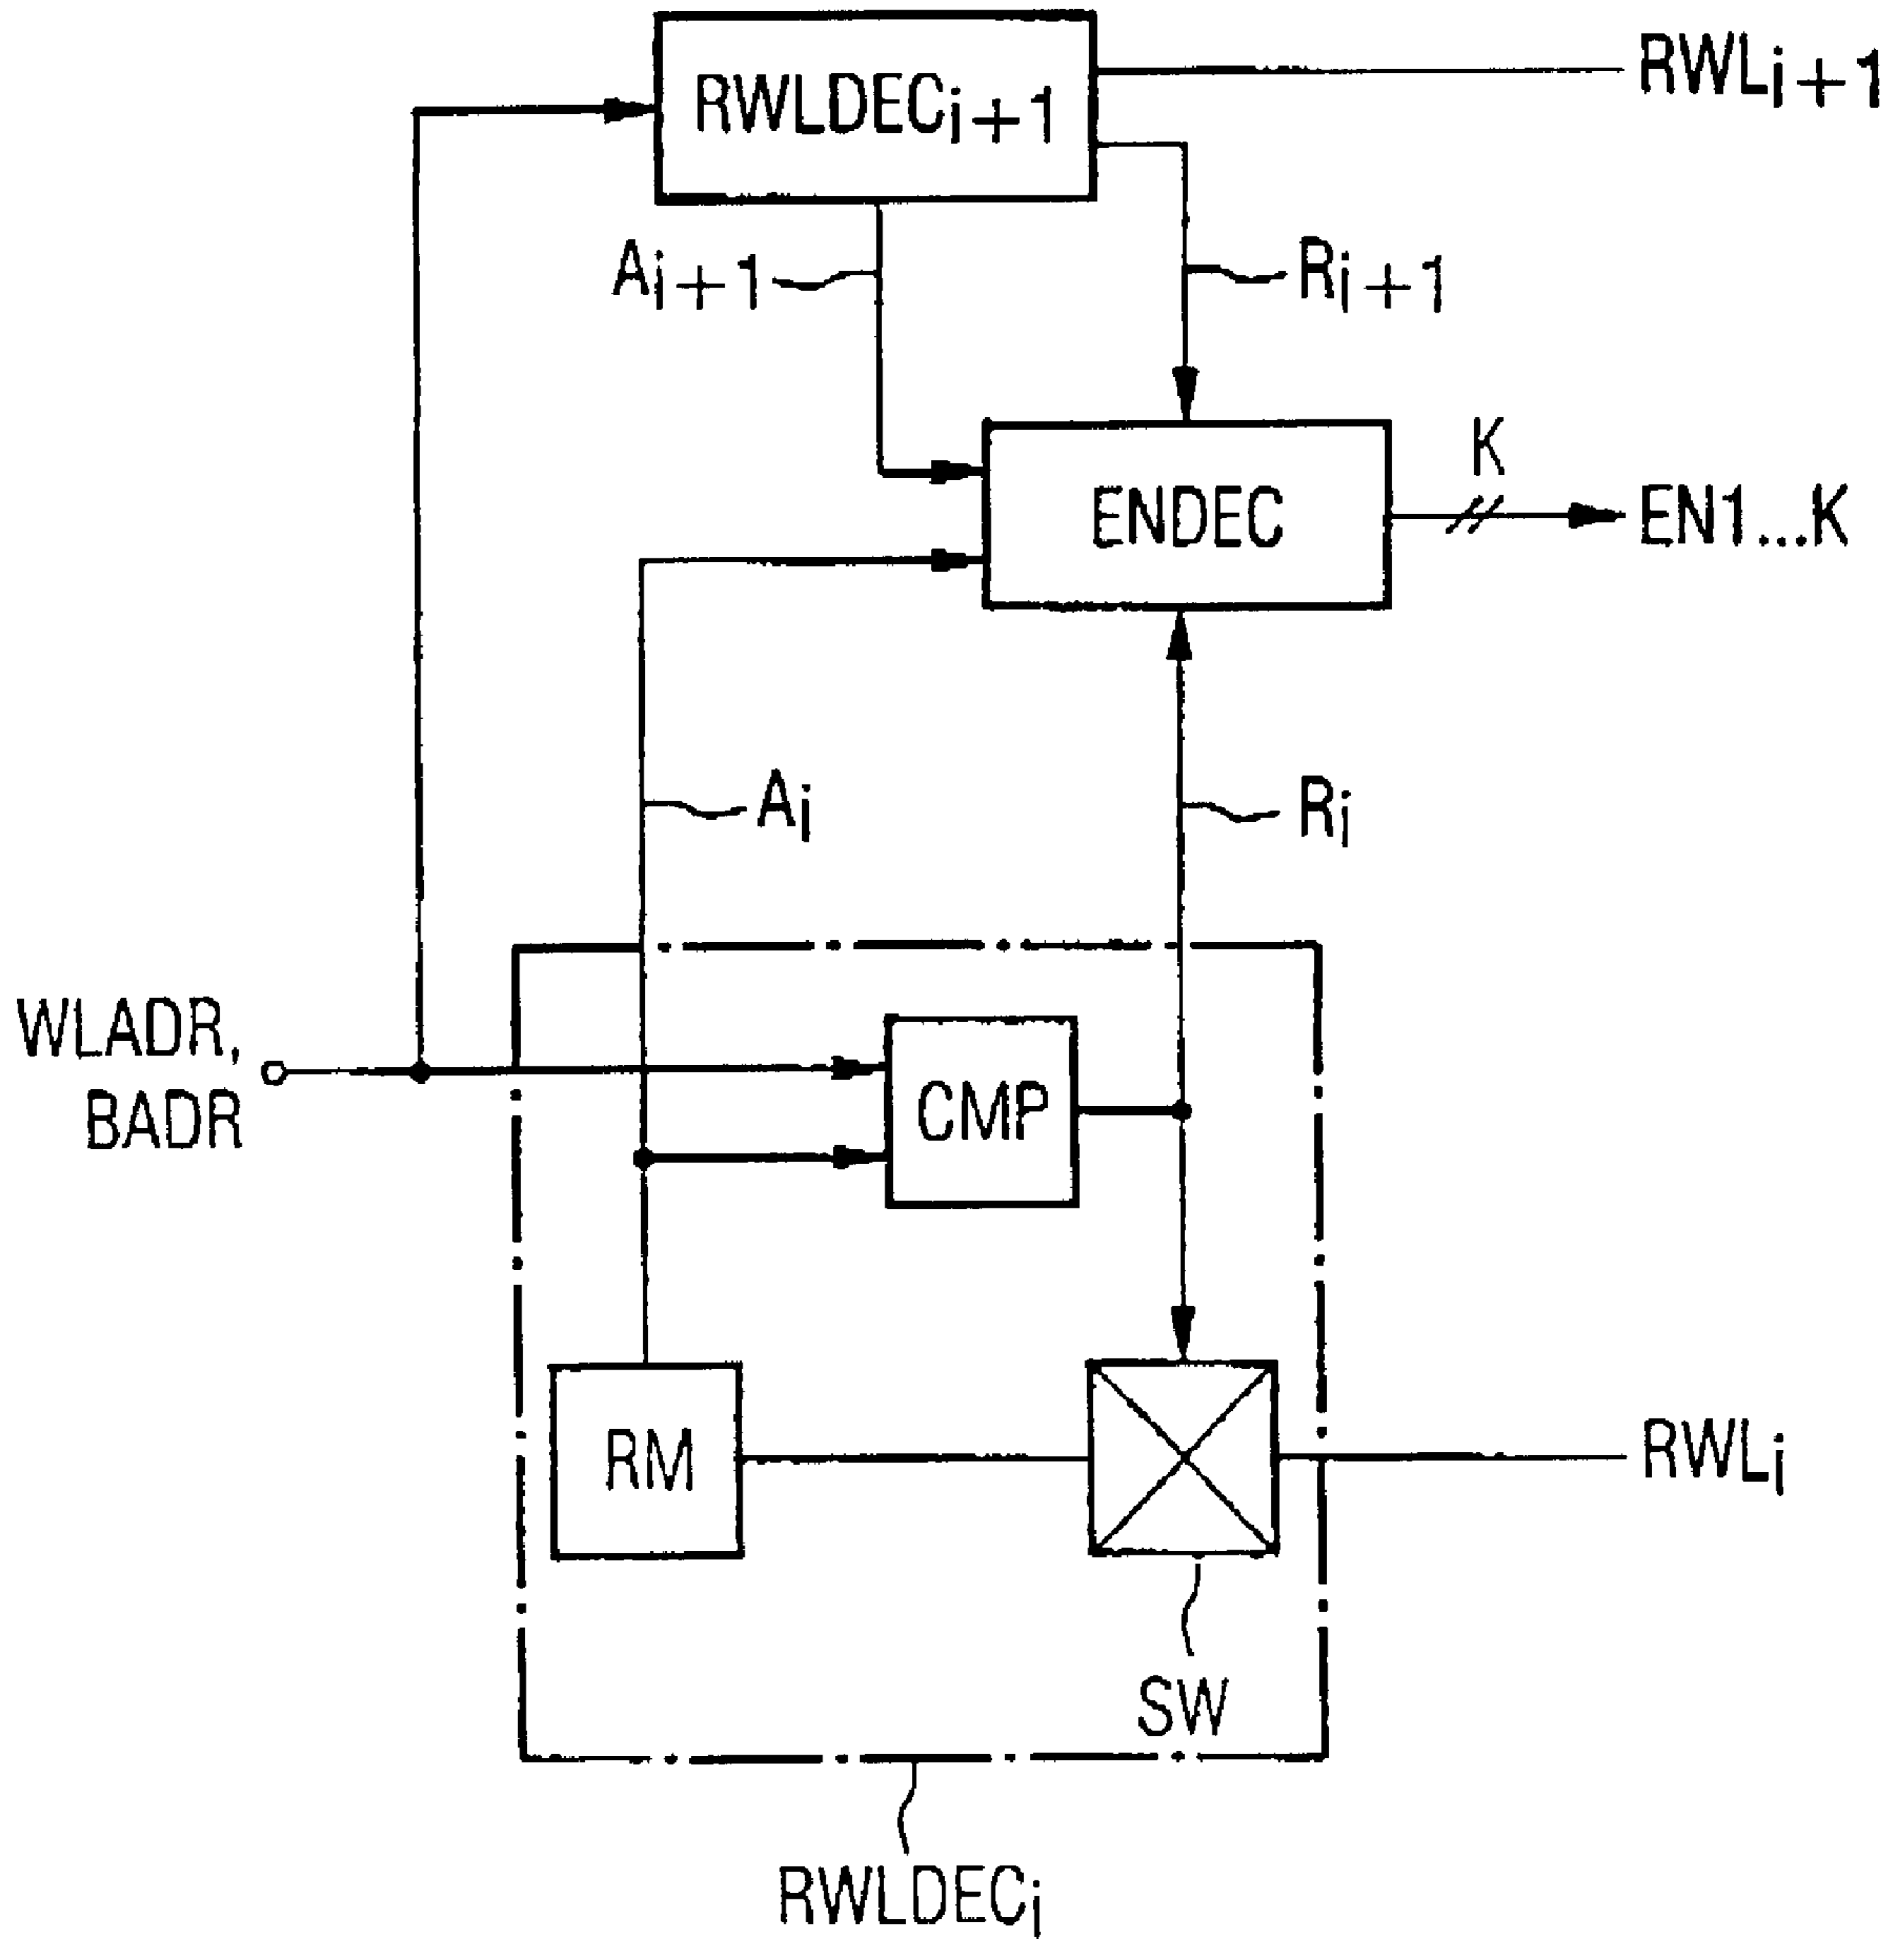 RWLDECi+1
RWLi+1
Ai+1
Ri+1
K
ENDEC
EN1...K
Ai
Ri
WLADR,
BADR
CMP
RM
RWLi
SW
RWLDECi